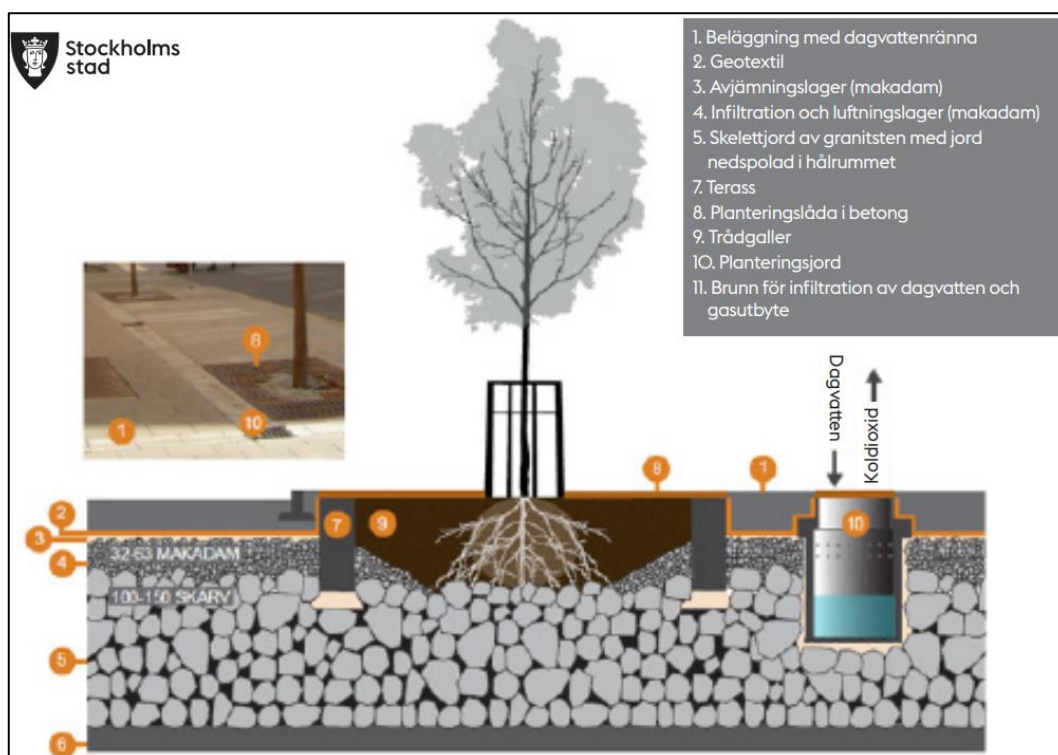 Stockholms
stad
1. Beläggning med dagvattenränna
2. Geotextil
3. Avjämningslager (makadam)
4. Infiltration och luftningslager (makadam)
5. Skelettjord av granitsten med jord
nedspolad i hålrummet
7. Terass
8. Planteringslåda i betong
9. Trådgaller
10. Planteringsjord
11. Brunn för infiltration av dagvatten och
gasutbyte
8
10
1
Dagvatten
Koldioxid
8
1
2
7
9
10
3
32-63 MAKADAM
4
100-150 SKÄRV
5
6